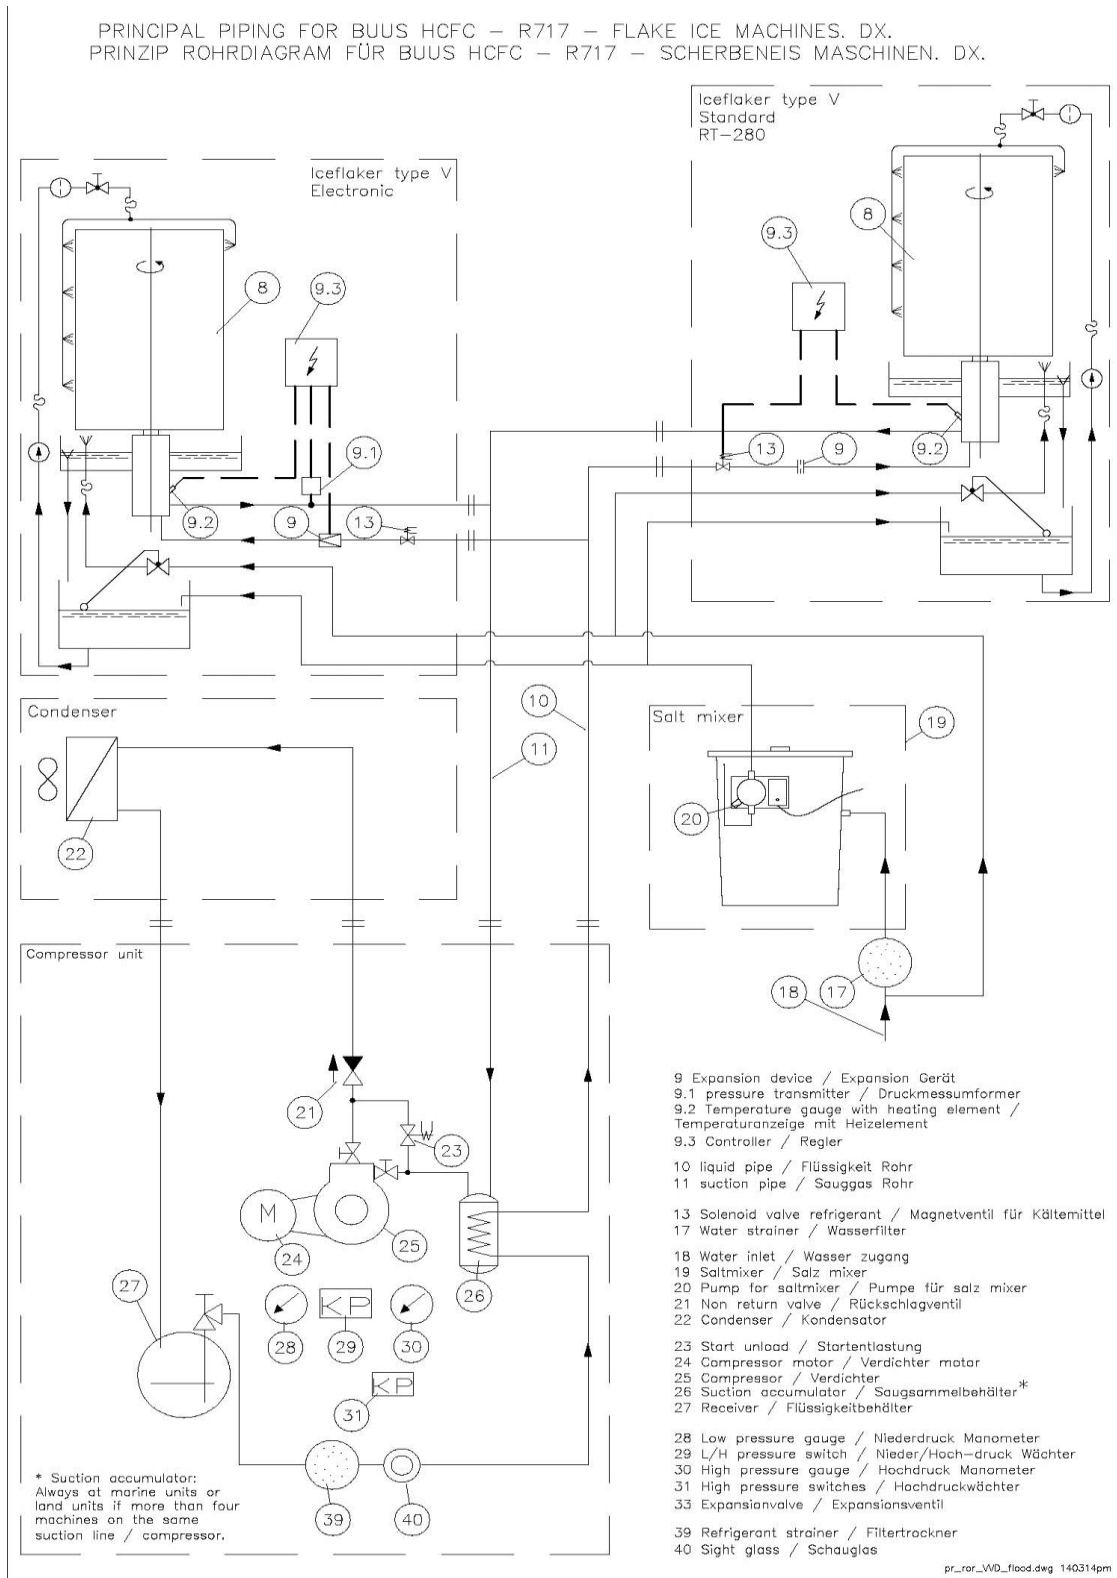 PRINCIPAL PIPING FOR BUUS HCFC – R717 – FLAKE ICE MACHINES. DX.
PRINZIP ROHRDIAGRAM FÜR BUUS HCFC – R717 – SCHERBENEIS MASCHINEN. DX.
Iceflaker type V
Standard
RT-280
8
9.3
13
9
9.2
Iceflaker type V
Electronic
8
9.3
9.1
9.2
9
13
10
11
Condenser
22
Salt mixer
19
20
18
17
Compressor unit
21
23
M
24
25
26
27
28
KP
29
30
KP
31
39
40
* Suction accumulator:
Always at marine units or
land units if more than four
machines on the same
suction line / compressor.
9 Expansion device / Expansion Gerät
9.1 pressure transmitter / Druckmessumformer
9.2 Temperature gauge with heating element /
Temperaturanzeige mit Heizelement
9.3 Controller / Regler
10 liquid pipe / Flüssigkeit Rohr
11 suction pipe / Sauggas Rohr
13 Solenoid valve refrigerant / Magnetventil für Kältemittel
17 Water strainer / Wasserfilter
18 Water inlet / Wasser zugang
19 Saltmixer / Salz mixer
20 Pump for saltmixer / Pumpe für salz mixer
21 Non return valve / Rückschlagventil
22 Condenser / Kondensator
23 Start unload / Startentlastung
24 Compressor motor / Verdichter motor
25 Compressor / Verdichter
26 Suction accumulator / Saugsammelbehälter*
27 Receiver / Flüssigkeitbehälter
28 Low pressure gauge / Niederdruck Manometer
29 L/H pressure switch / Nieder/Hoch-druck Wächter
30 High pressure gauge / Hochdruck Manometer
31 High pressure switches / Hochdruckwächter
33 Expansionvalve / Expansionsventil
39 Refrigerant strainer / Filtertrockner
40 Sight glass / Schauglas
pr_ror_VVD_flood.dwg 140314pm